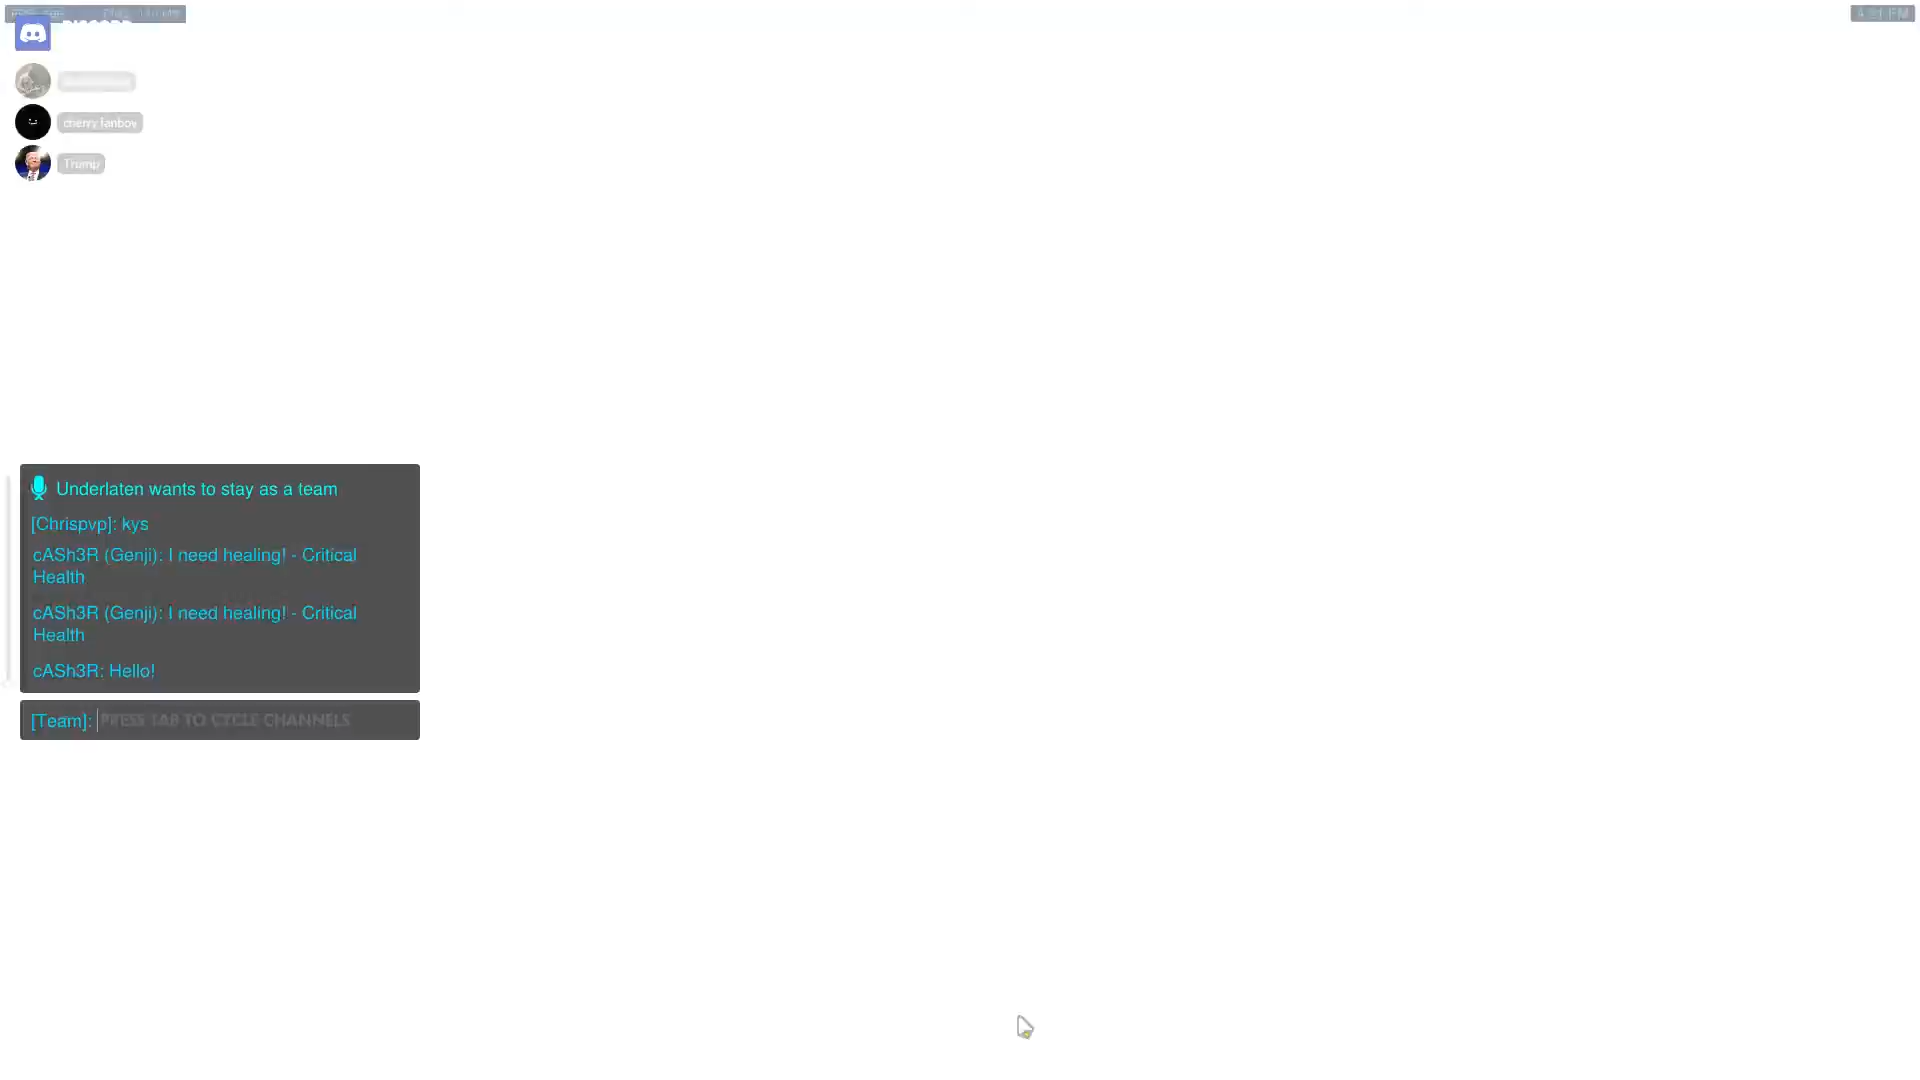 cherry fanboy
Trump
Underlaten wants to stay as a team
[Chrispvp]: kys
cASh3R (Genji): I need healing! - Critical
Health
cASh3R (Genji): I need healing! - Critical
Health
cASh3R: Hello!
[Team]: PRESS TAB TO CYCLE CHANNELS